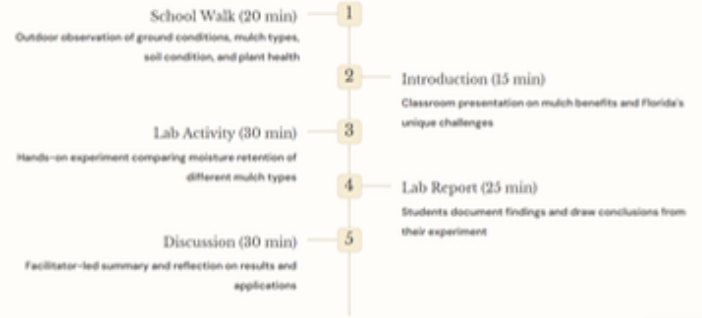 School Walk (20 min)
Outdoor observation of ground conditions, mulch types,
soil condition, and plant health
1
2
Introduction (15 min)
Classroom presentation on mulch benefits and Florida's
unique challenges
Lab Activity (30 min)
Hands-on experiment comparing moisture retention of
different mulch types
3
4
Lab Report (25 min)
Students document findings and draw conclusions from
their experiment
Discussion (30 min)
Facilitator-led summary and reflection on results and
applications
5